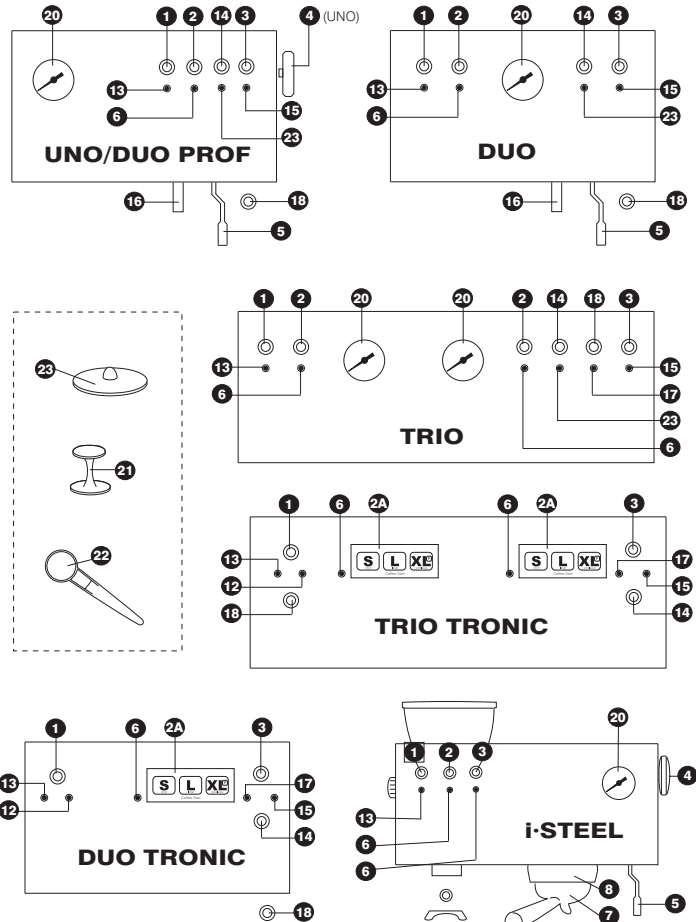 20 1 2 14 3 4 (UNO)
13 15
6 23
UNO/DUO PROF
16 18
5
1 2 20 14 3
13 15
6 23
DUO
16 18
5
23
21
22
1 2 20 20 2 14 18 3
13 15
6 17
23
6
TRIO
1 6 2A 6 2A 3
13 S L XL S L XL 17
12 15
18 14
TRIO TRONIC
1 6 2A 3
13 S L XL 17
12 15
14
DUO TRONIC
18
1 2 3 20
4
13
6
6
i·STEEL
8
7
5